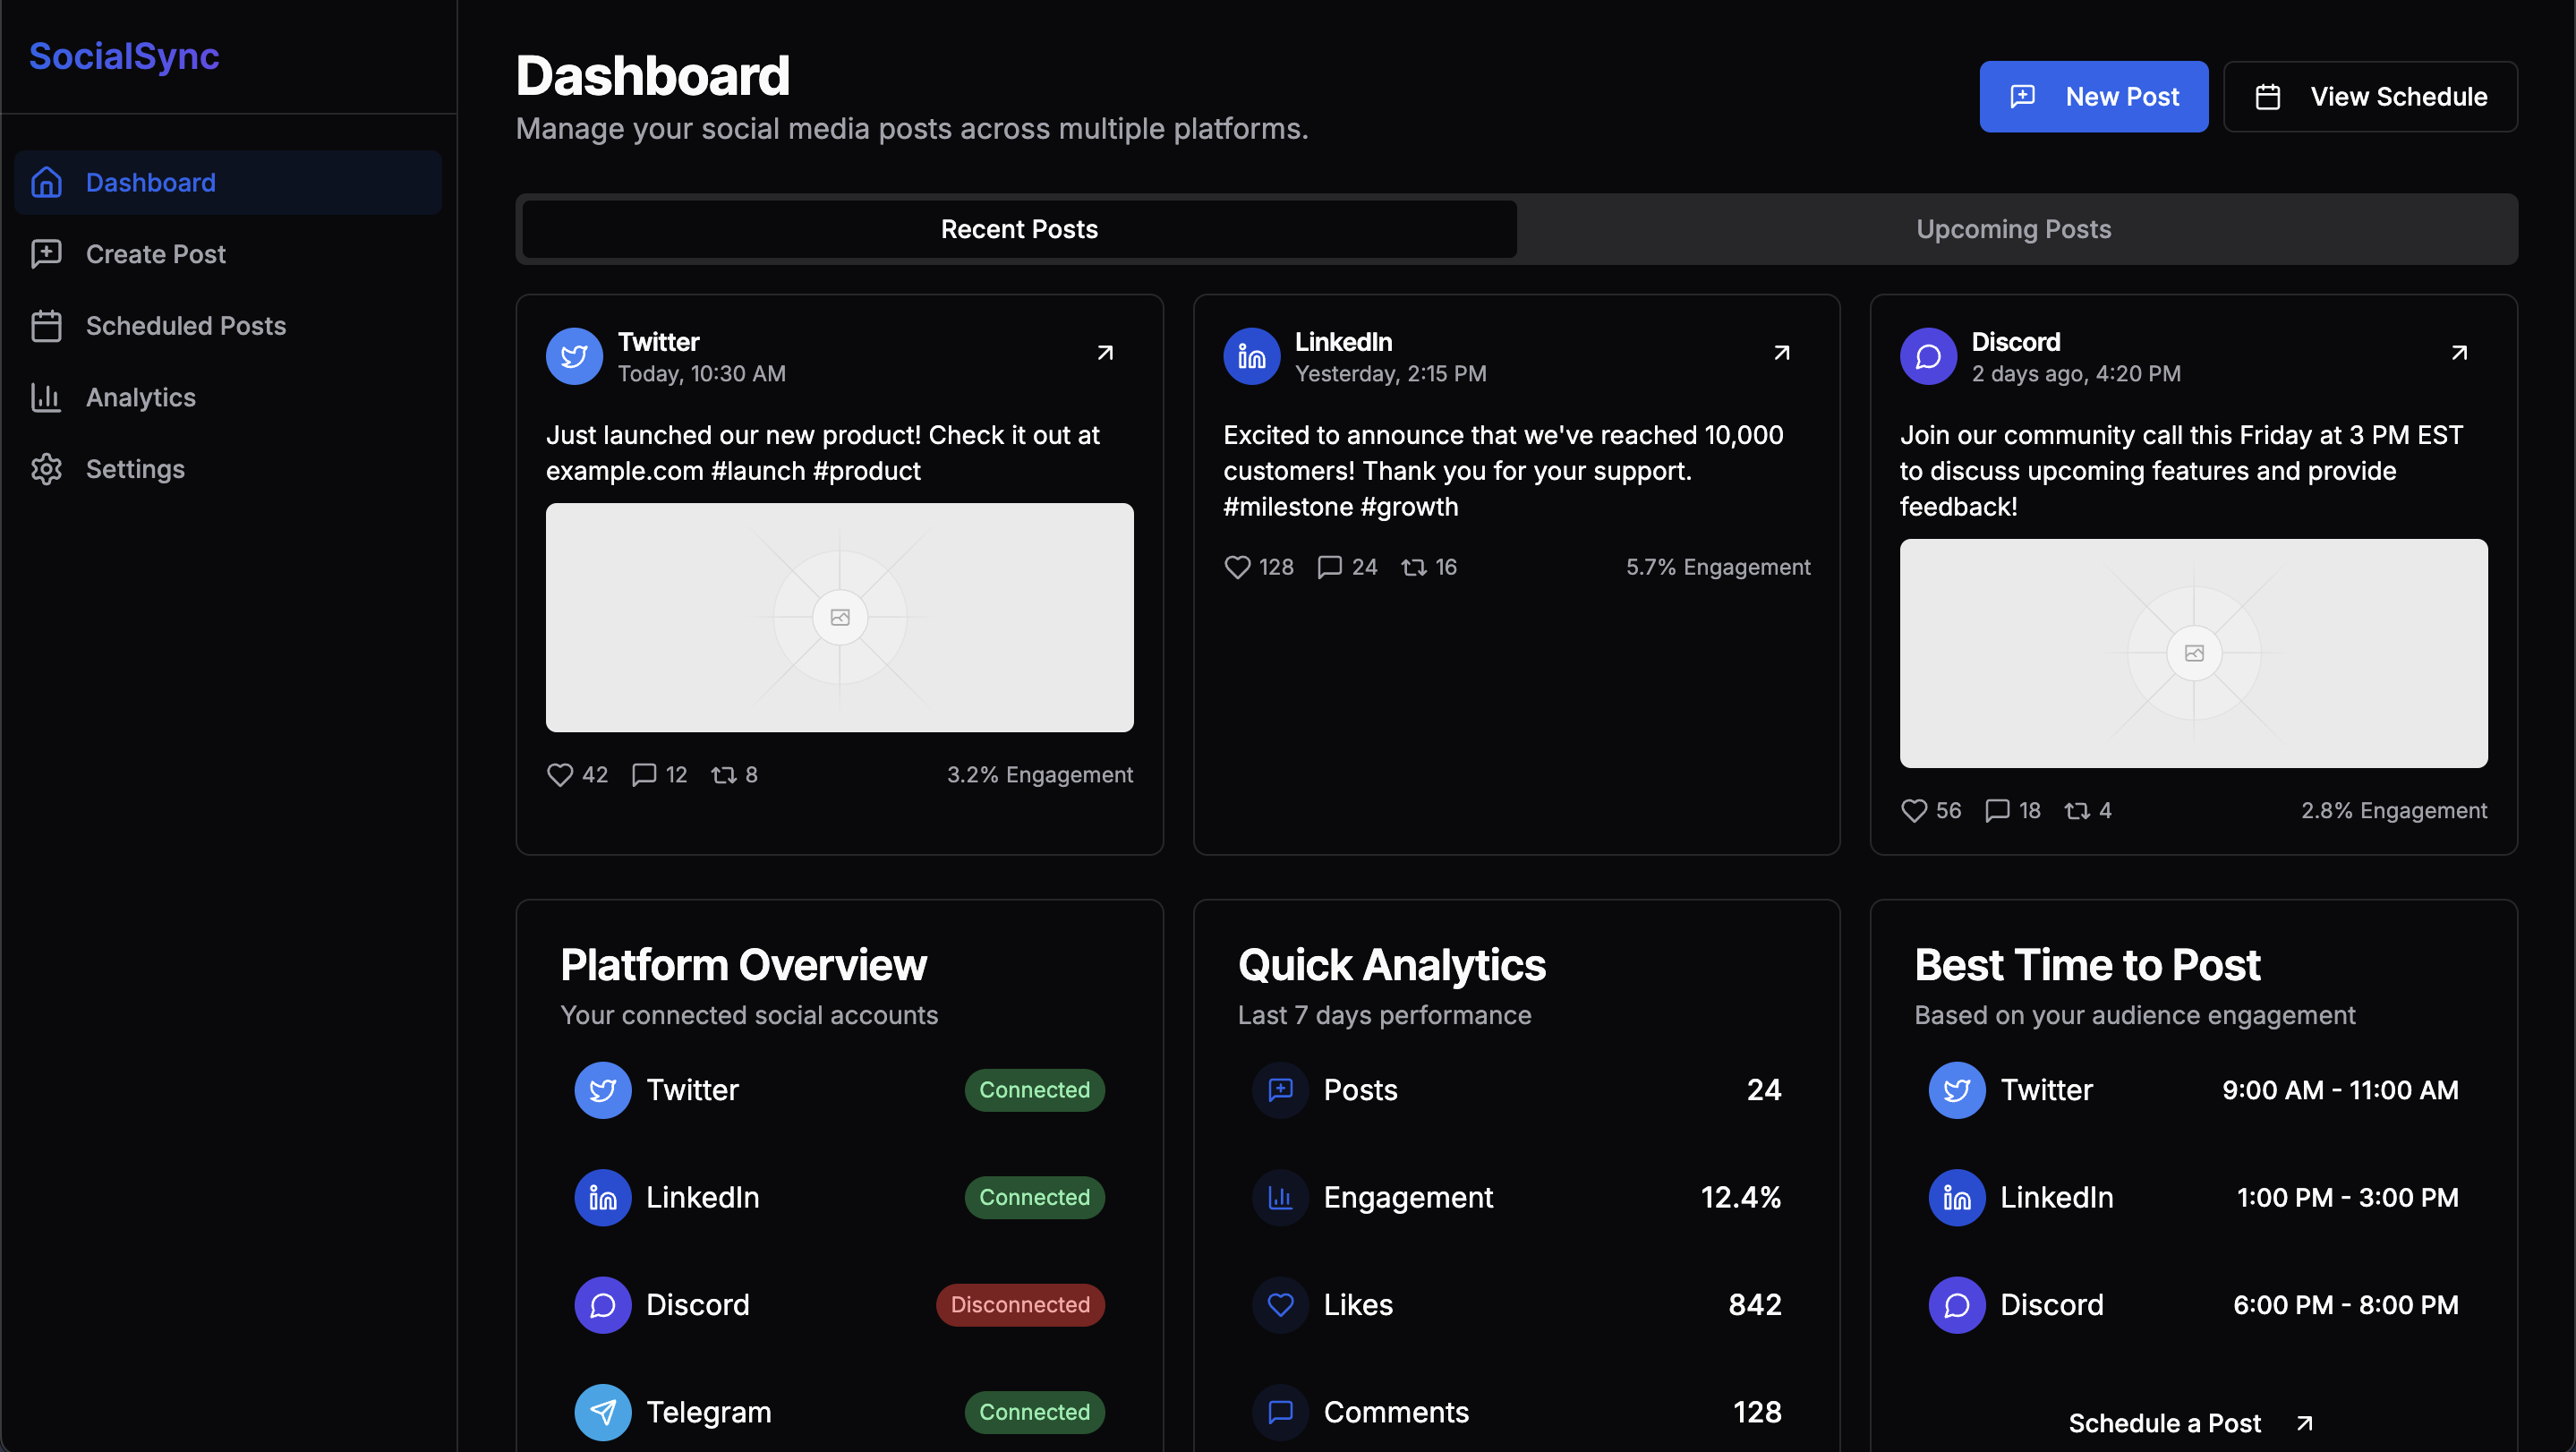 SocialSync
Dashboard
Create Post
Scheduled Posts
Analytics
Settings
Dashboard
Manage your social media posts across multiple platforms.
New Post
View Schedule
Recent Posts
Upcoming Posts
Twitter
Today, 10:30 AM
Just launched our new product! Check it out at
example.com #launch #product
42 12 8 3.2% Engagement
LinkedIn
Yesterday, 2:15 PM
Excited to announce that we've reached 10,000
customers! Thank you for your support.
#milestone #growth
128 24 16 5.7% Engagement
Discord
2 days ago, 4:20 PM
Join our community call this Friday at 3 PM EST
to discuss upcoming features and provide
feedback!
56 18 4 2.8% Engagement
Platform Overview
Your connected social accounts
Twitter Connected
LinkedIn Connected
Discord Disconnected
Telegram Connected
Quick Analytics
Last 7 days performance
Posts 24
Engagement 12.4%
Likes 842
Comments 128
Best Time to Post
Based on your audience engagement
Twitter 9:00 AM - 11:00 AM
LinkedIn 1:00 PM - 3:00 PM
Discord 6:00 PM - 8:00 PM
Schedule a Post